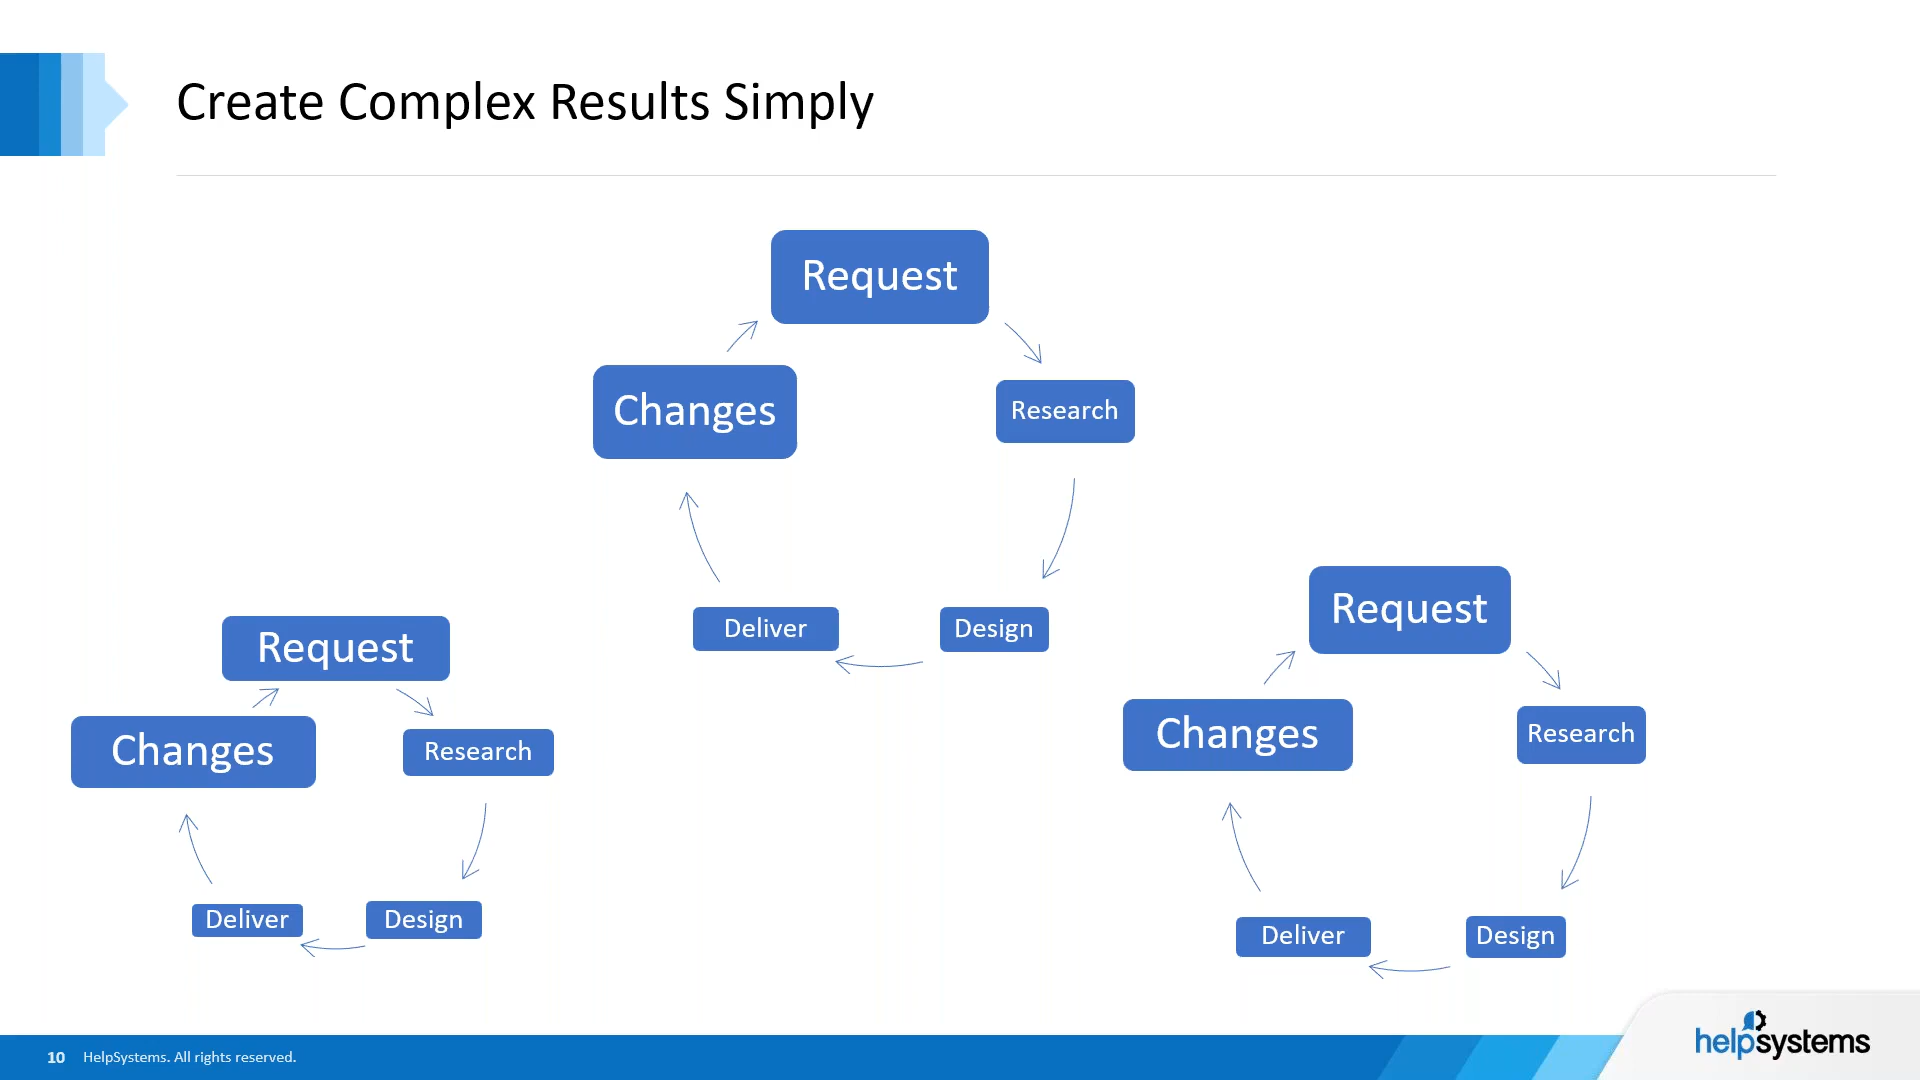 Create Complex Results Simply
Request
Changes
Research
Deliver
Design
Request
Changes
Research
Deliver
Design
Request
Changes
Research
Deliver
Design
10 HelpSystems. All rights reserved.
helpsystems